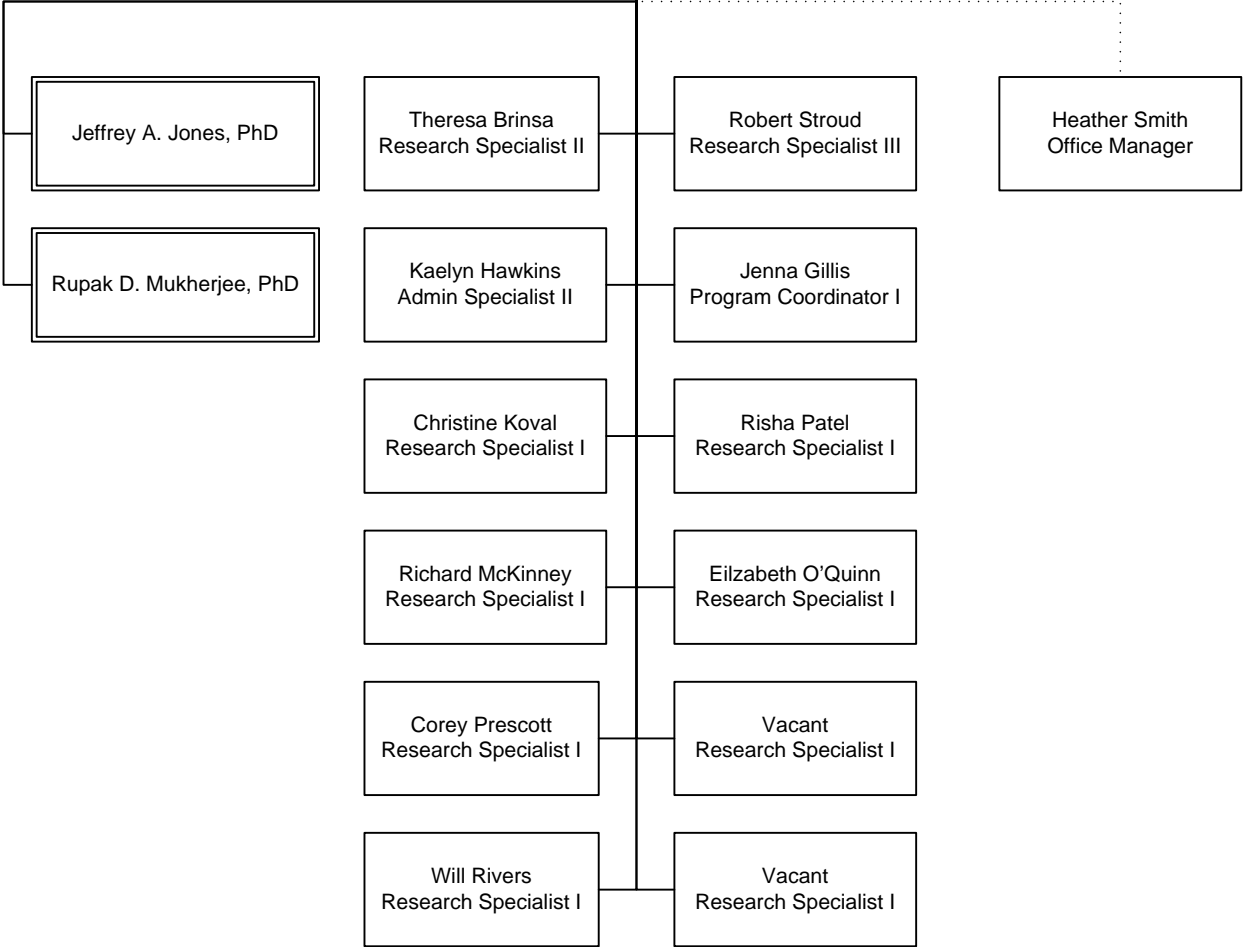 Jeffrey A. Jones, PhD
Theresa Brinsa
Research Specialist II
Robert Stroud
Research Specialist III
Heather Smith
Office Manager
Rupak D. Mukherjee, PhD
Kaelyn Hawkins
Admin Specialist II
Jenna Gillis
Program Coordinator I
Christine Koval
Research Specialist I
Risha Patel
Research Specialist I
Richard McKinney
Research Specialist I
Eilzabeth O'Quinn
Research Specialist I
Corey Prescott
Research Specialist I
Vacant
Research Specialist I
Will Rivers
Research Specialist I
Vacant
Research Specialist I